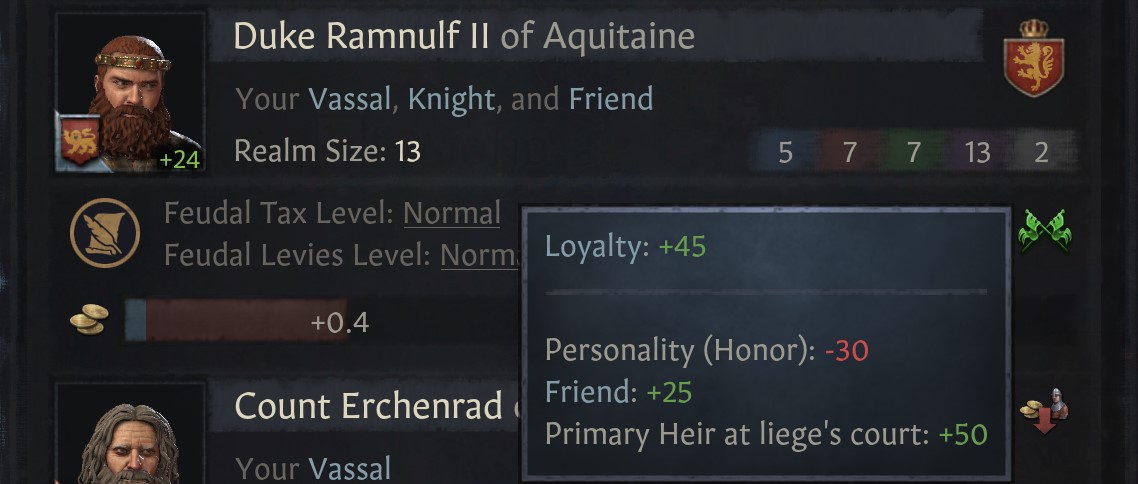 Duke Ramnulf II of Aquitaine
Your Vassal, Knight, and Friend
+24
Realm Size: 13
5 7 7 13 2
Feudal Tax Level: Normal
Feudal Levies Level:
+0.4
Loyalty: +45
Personality (Honor): -30
Friend: +25
Primary Heir at liege's court: +50
Count Erchenrad
Your Vassal